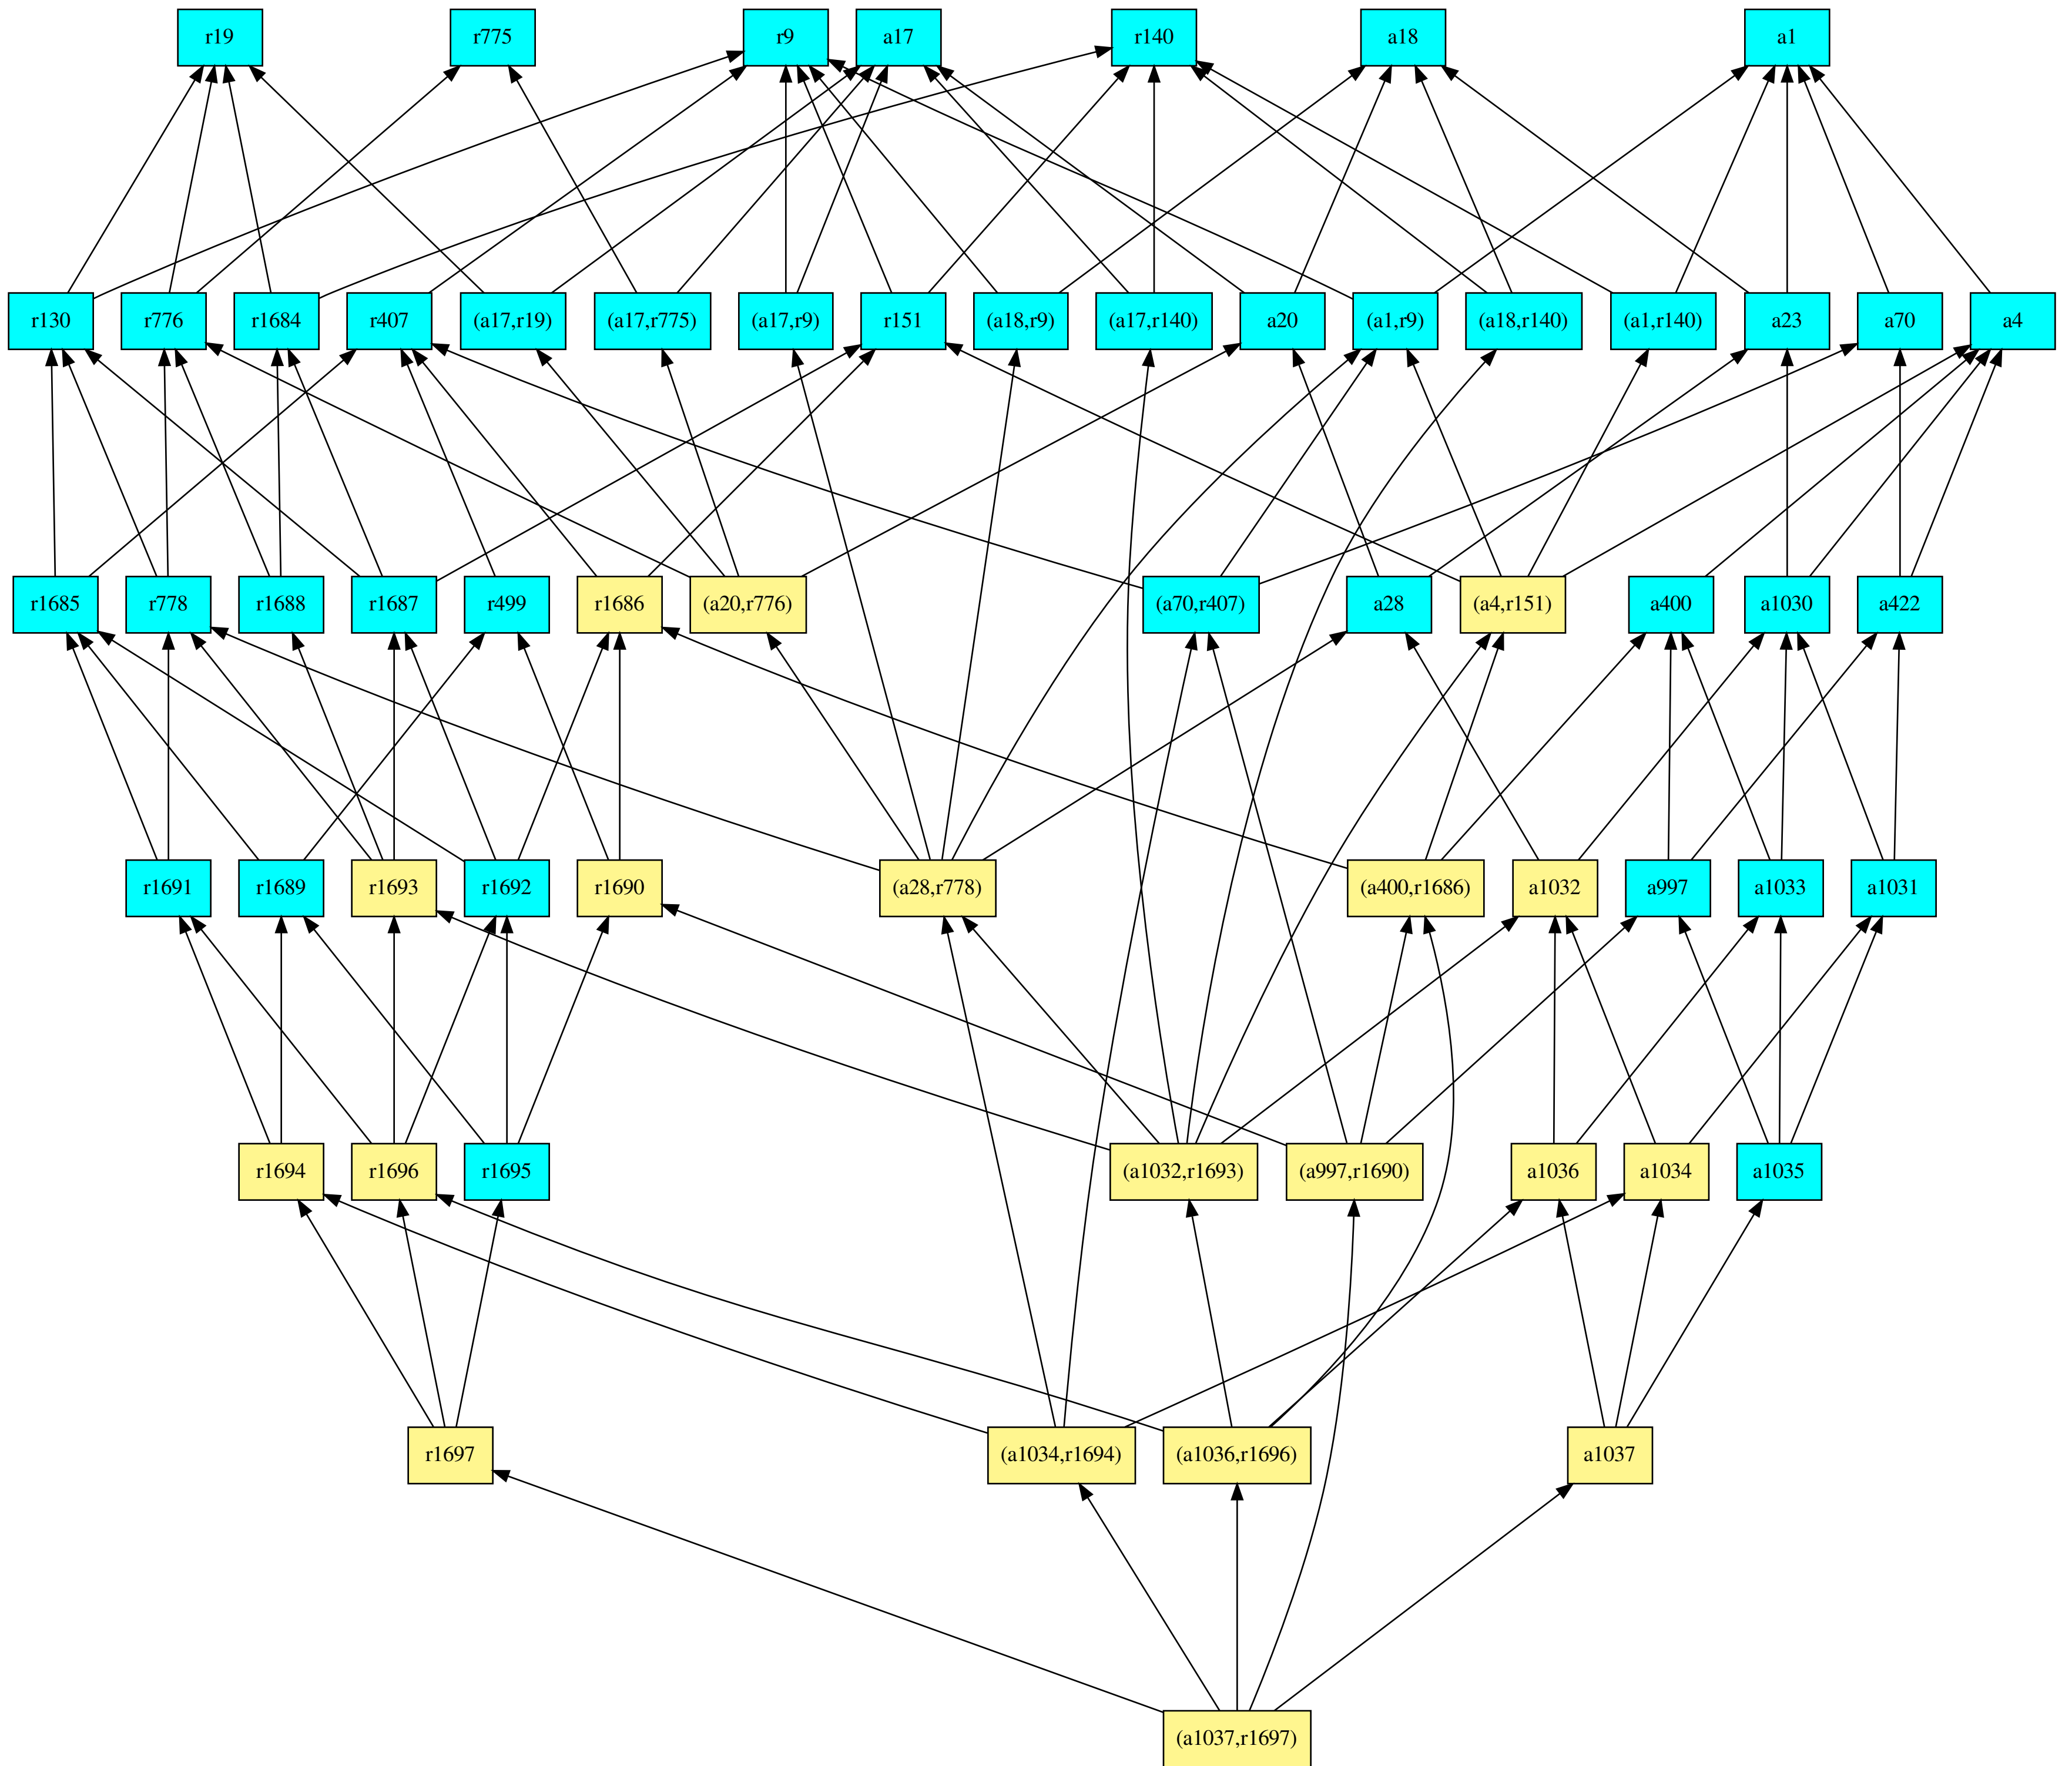 r19
r775
r9
a17
r140
a18
a1
r130
r776
r1684
r407
(a17,r19)
(a17,r775)
(a17,r9)
r151
(a18,r9)
(a17,r140)
a20
(a1,r9)
(a18,r140)
(a1,r140)
a23
a70
a4
r1685
r778
r1688
r1687
r499
r1686
(a20,r776)
(a70,r407)
a28
(a4,r151)
a400
a1030
a422
r1691
r1689
r1693
r1692
r1690
(a28,r778)
(a400,r1686)
a1032
a997
a1033
a1031
r1694
r1696
r1695
(a1032,r1693)
(a997,r1690)
a1036
a1034
a1035
r1697
(a1034,r1694)
(a1036,r1696)
a1037
(a1037,r1697)